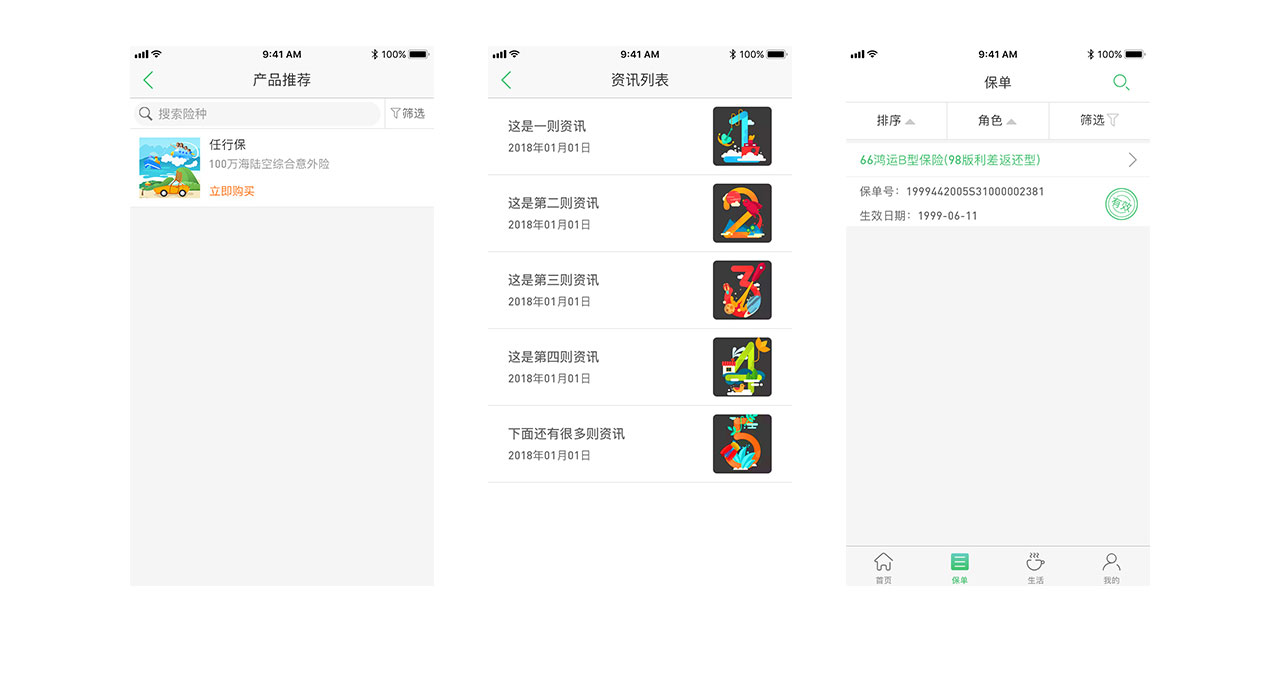 9:41 AM
100%
产品推荐
搜索险种
筛选
任行保
100万海陆空综合意外险
立即购买
9:41 AM
100%
资讯列表
这是一则资讯
2018年01月01日
这是第二则资讯
2018年01月01日
这是第三则资讯
2018年01月01日
这是第四则资讯
2018年01月01日
下面还有很多则资讯
2018年01月01日
1
2
3
4
5
9:41 AM
100%
保单
排序
角色
筛选
66鸿运B型保险(98版利差返还型)
保单号：1999442005S31000002381
生效日期：1999-06-11
有效
首页
保单
生活
我的